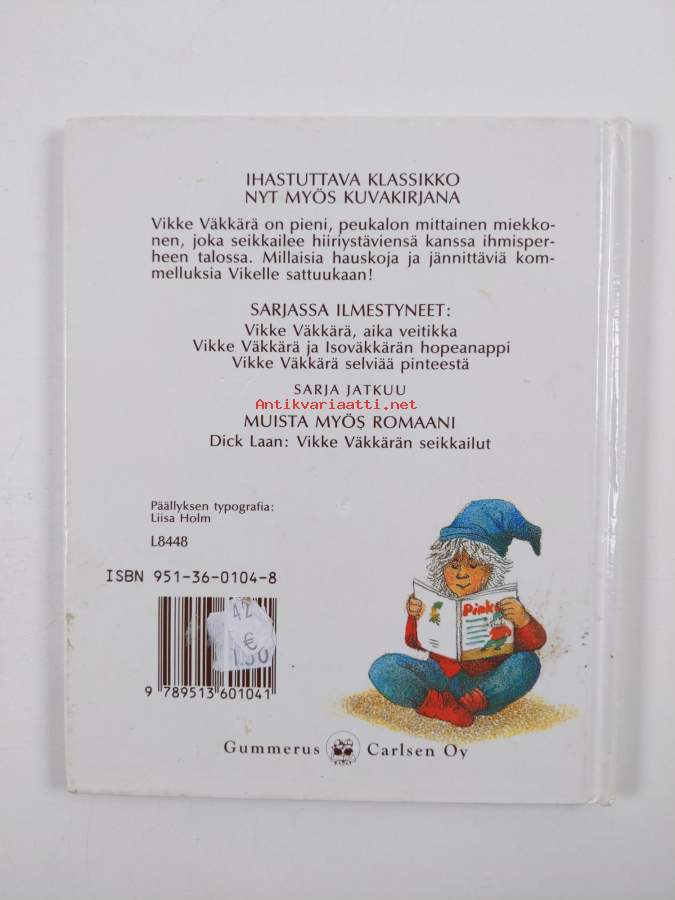 IHASTUTTAVA KLASSIKKO
NYT MYÖS KUVAKIRJANA
Vikke Väkkärä on pieni, peukalon mittainen miekko-
nen, joka seikkailee hiiriystäviensä kanssa ihmisper-
heen talossa. Millaisia hauskoja ja jännittäviä kom-
melluksia Vikelle sattuukaan!
SARJASSA ILMESTYNEET:
Vikke Väkkärä, aika veitikka
Vikke Väkkärä ja Isoväkkärän hopeanappi
Vikke Väkkärä selviää pinteestä
SARJA JATKUU
Antikvariaatti.net
MUISTA MYÖS ROMAANI
Dick Laan: Vikke Väkkärän seikkailut
Päällyksen typografia:
Liisa Holm
L8448
ISBN 951-36-0104-8
42
€
9 789513 601041
Gummerus Carlsen Oy